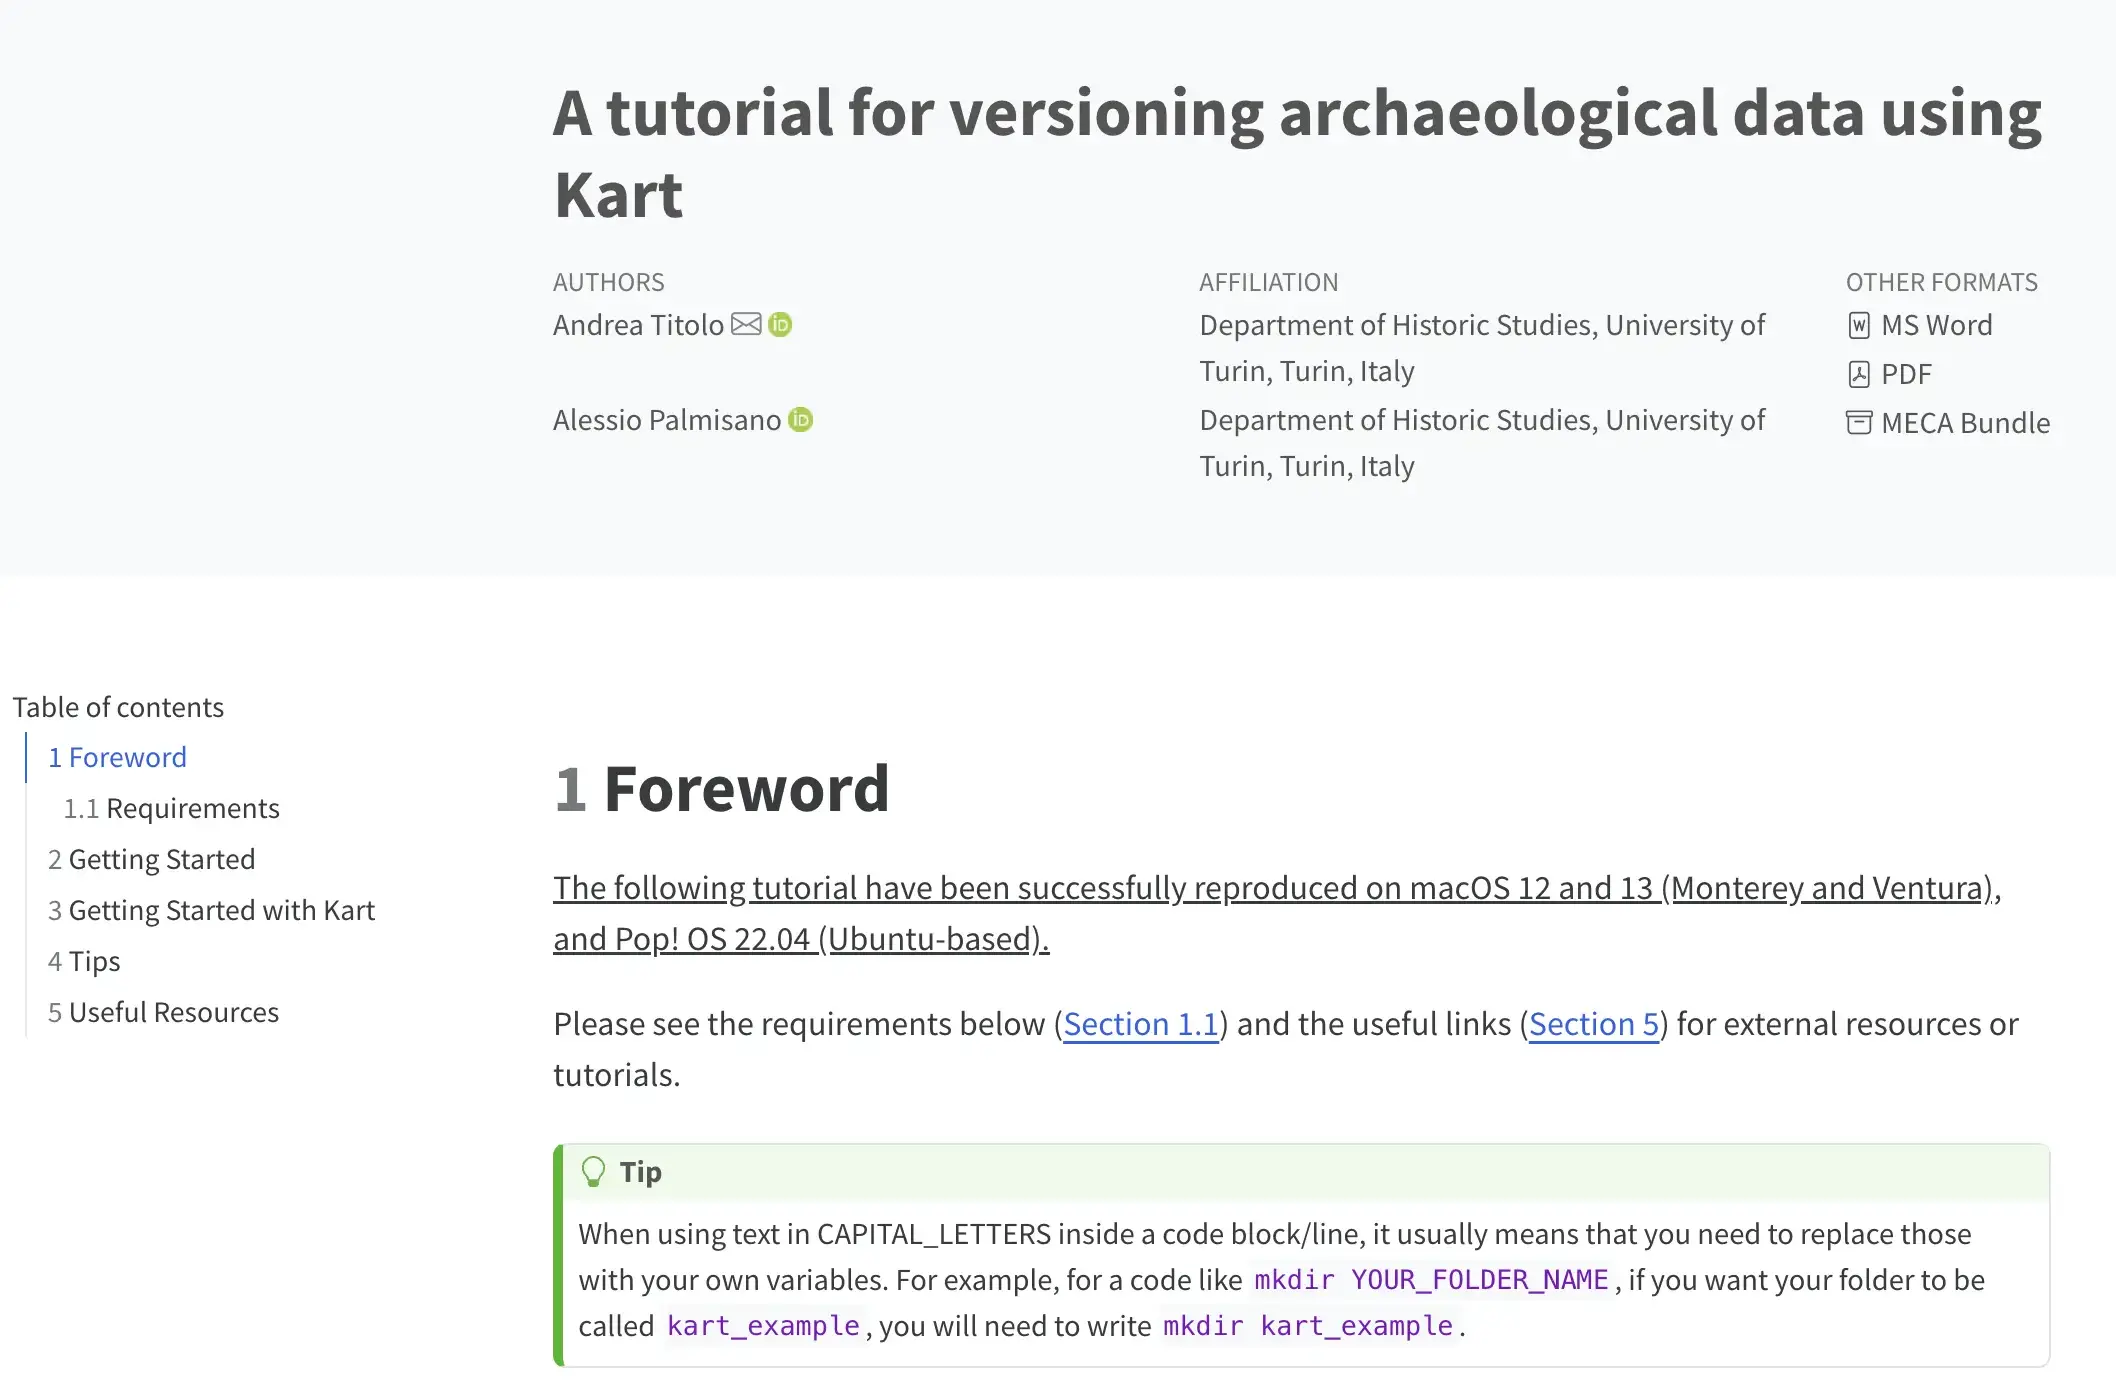 A tutorial for versioning archaeological data using
Kart
AUTHORS
AFFILIATION
OTHER FORMATS
Andrea Titolo
Department of Historic Studies, University of
Turin, Turin, Italy
MS Word
PDF
Alessio Palmisano
Department of Historic Studies, University of
Turin, Turin, Italy
MECA Bundle
Table of contents
1 Foreword
1.1 Requirements
2 Getting Started
3 Getting Started with Kart
4 Tips
5 Useful Resources
1 Foreword
The following tutorial have been successfully reproduced on macOS 12 and 13 (Monterey and Ventura),
and Pop! OS 22.04 (Ubuntu-based).
Please see the requirements below (Section 1.1) and the useful links (Section 5) for external resources or
tutorials.
Tip
When using text in CAPITAL_LETTERS inside a code block/line, it usually means that you need to replace those
with your own variables. For example, for a code like mkdir YOUR_FOLDER_NAME, if you want your folder to be
called kart_example, you will need to write mkdir kart_example.